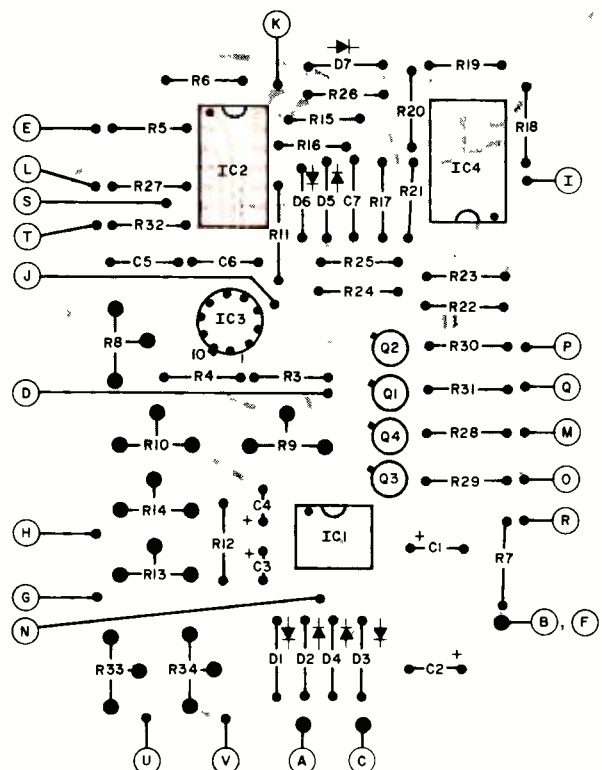 K
D7
R6
R19
R26
R20
R15
R18
E
R5
IC2
R16
IC4
L
R27
D6
D5
C7
R17
R21
I
S
T
R32
R11
C5
C6
R25
J
R23
R24
R22
IC3
R8
Q2
R30
P
10
1
R4
R3
D
Q1
R31
Q
R10
R9
Q4
R28
M
Q3
R29
O
R14
C4
+
H
R12
IC1
R
+
C1
R7
+
C3
R13
G
N
B, F
R33
R34
D1
D2
D4
D3
+
C2
U
V
A
C